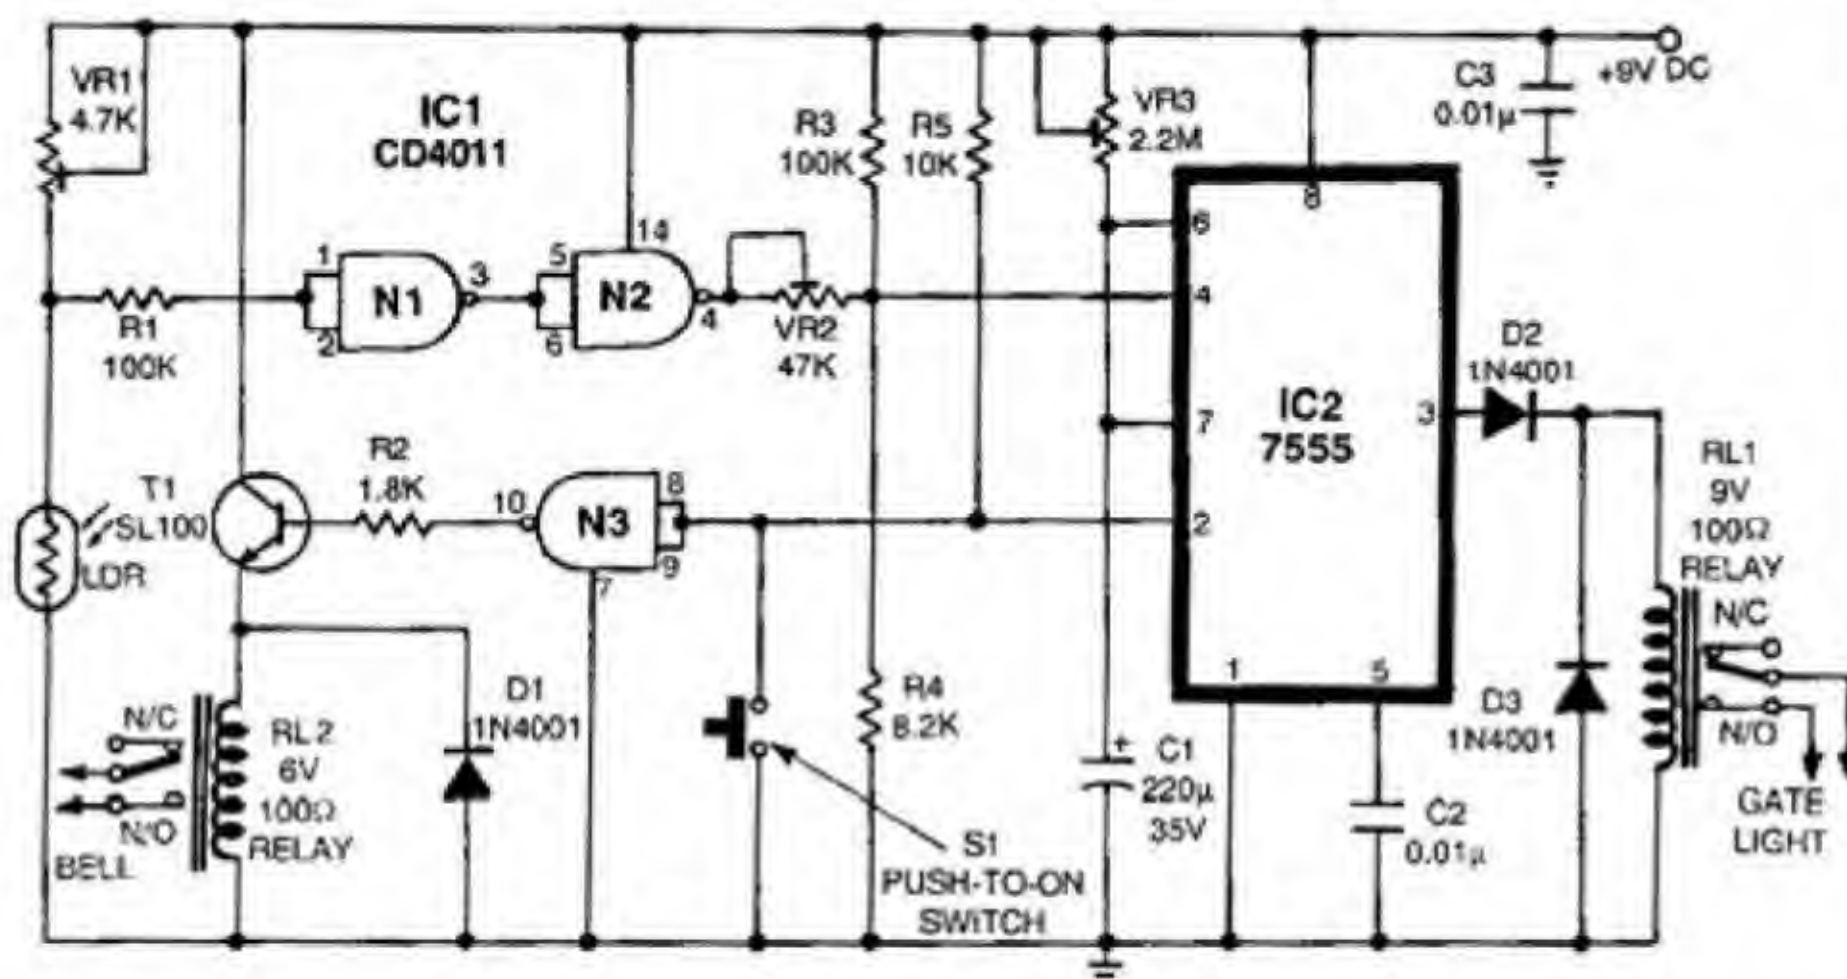 VR1
4.7K
IC1
CD4011
R3
100K
R5
10K
VR3
2.2M
C3
0.01µ
+9V DC
8
6
14
1
2
N1
3
5
6
N2
4
VR2
47K
4
R1
100K
IC2
7555
7
3
D2
1N4001
RL1
9V
100Ω
RELAY
N/C
N/O
GATE
LIGHT
T1
SL100
LDR
R2
1.8K
10
N3
8
9
7
2
1
5
D3
1N4001
D1
1N4001
RL2
6V
100Ω
RELAY
N/C
N/O
BELL
R4
8.2K
+
C1
220µ
35V
C2
0.01µ
S1
PUSH-TO-ON
SWITCH